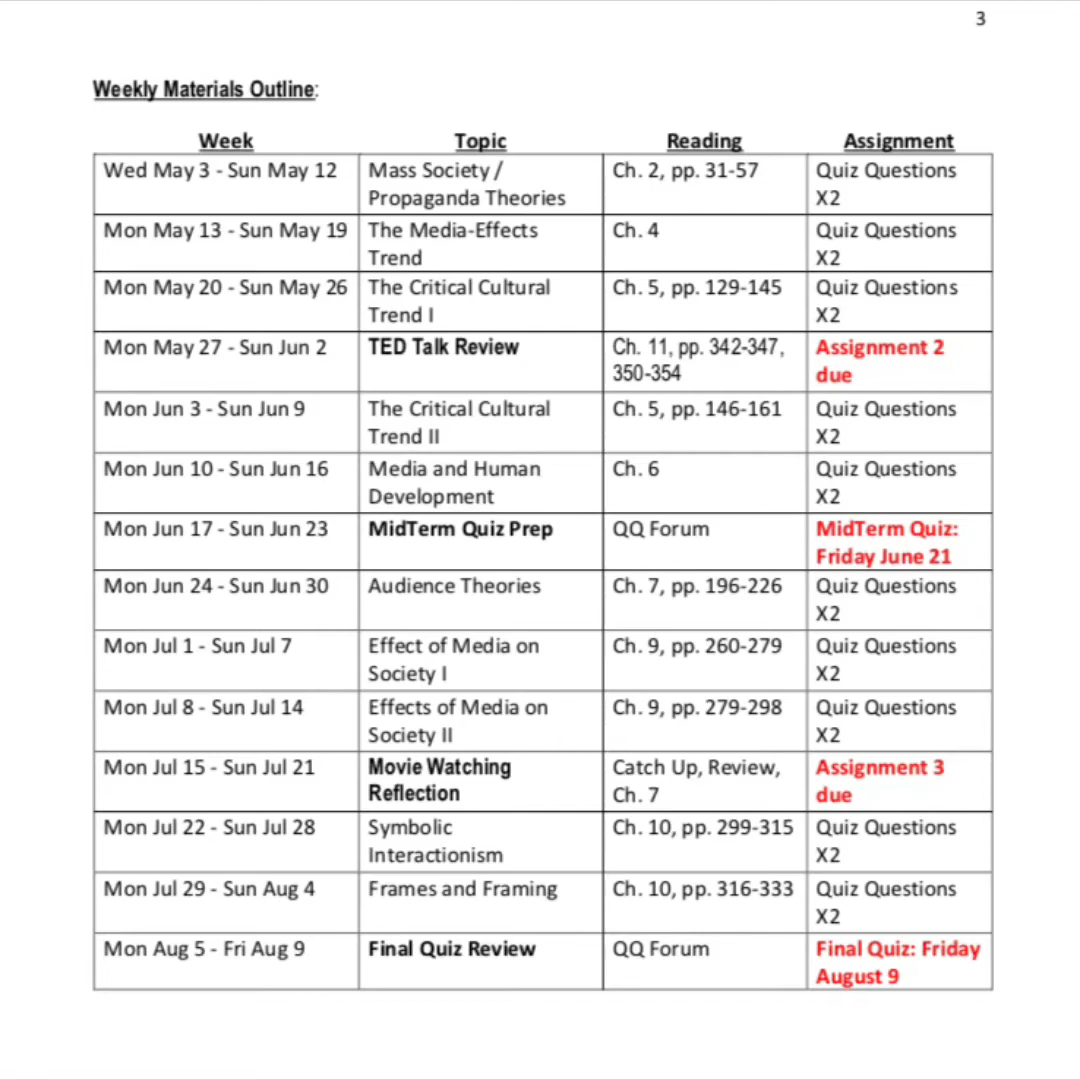 3
Weekly Materials Outline:
Week Topic Reading Assignment
Wed May 3 - Sun May 12 Mass Society / Ch. 2, pp. 31-57 Quiz Questions
Propaganda Theories X2
Mon May 13 - Sun May 19 The Media-Effects Ch. 4 Quiz Questions
Trend X2
Mon May 20 - Sun May 26 The Critical Cultural Ch. 5, pp. 129-145 Quiz Questions
Trend I X2
Mon May 27 - Sun Jun 2 TED Talk Review Ch. 11, pp. 342-347, Assignment 2
350-354 due
Mon Jun 3 - Sun Jun 9 The Critical Cultural Ch. 5, pp. 146-161 Quiz Questions
Trend II X2
Mon Jun 10 - Sun Jun 16 Media and Human Ch. 6 Quiz Questions
Development X2
Mon Jun 17 - Sun Jun 23 MidTerm Quiz Prep QQ Forum MidTerm Quiz:
Friday June 21
Mon Jun 24 - Sun Jun 30 Audience Theories Ch. 7, pp. 196-226 Quiz Questions
X2
Mon Jul 1 - Sun Jul 7 Effect of Media on Ch. 9, pp. 260-279 Quiz Questions
Society I X2
Mon Jul 8 - Sun Jul 14 Effects of Media on Ch. 9, pp. 279-298 Quiz Questions
Society II X2
Mon Jul 15 - Sun Jul 21 Movie Watching Catch Up, Review, Assignment 3
Reflection Ch. 7 due
Mon Jul 22 - Sun Jul 28 Symbolic Ch. 10, pp. 299-315 Quiz Questions
Interactionism X2
Mon Jul 29 - Sun Aug 4 Frames and Framing Ch. 10, pp. 316-333 Quiz Questions
X2
Mon Aug 5 - Fri Aug 9 Final Quiz Review QQ Forum Final Quiz: Friday
August 9